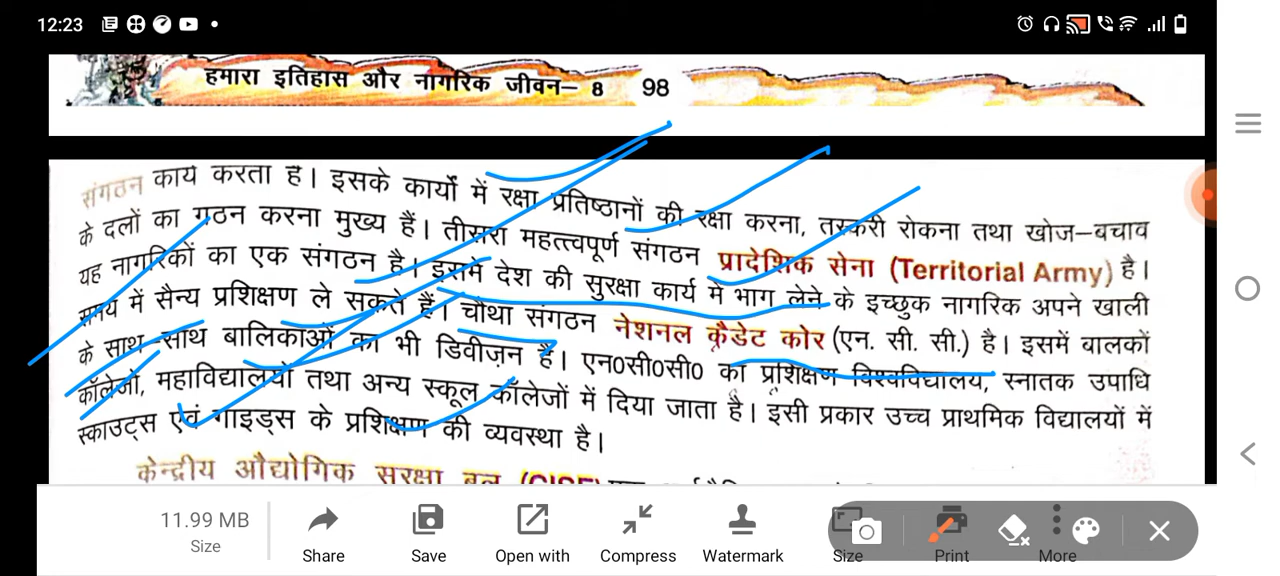 12:23
हमारा इतिहास और नागरिक जीवन– 8 98
संगठन कार्य करता है। इसके कार्यों में रक्षा प्रतिष्ठानों की रक्षा करना, तस्करी रोकना तथा खोज–बचाव
के दलों का गठन करना मुख्य हैं। तीसरा महत्त्वपूर्ण संगठन प्रादेशिक सेना (Territorial Army) है।
यह नागरिकों का एक संगठन है। इसमें देश की सुरक्षा कार्य में भाग लेने के इच्छुक नागरिक अपने खाली
समय में सैन्य प्रशिक्षण ले सकते हैं। चौथा संगठन नेशनल कैडेट कोर (एन. सी. सी.) है। इसमें बालकों
के साथ–साथ बालिकाओं का भी डिवीज़न है। एन0सी0सी0 का प्रशिक्षण विश्वविद्यालय, स्नातक उपाधि
कॉलेजों, महाविद्यालयों तथा अन्य स्कूल कॉलेजों में दिया जाता है। इसी प्रकार उच्च प्राथमिक विद्यालयों में
स्काउट्स एवं गाइड्स के प्रशिक्षण की व्यवस्था है।
केन्द्रीय औद्योगिक सुरक्षा बल (CISF)
11.99 MB
Size
Share Save Open with Compress Watermark Size Print More